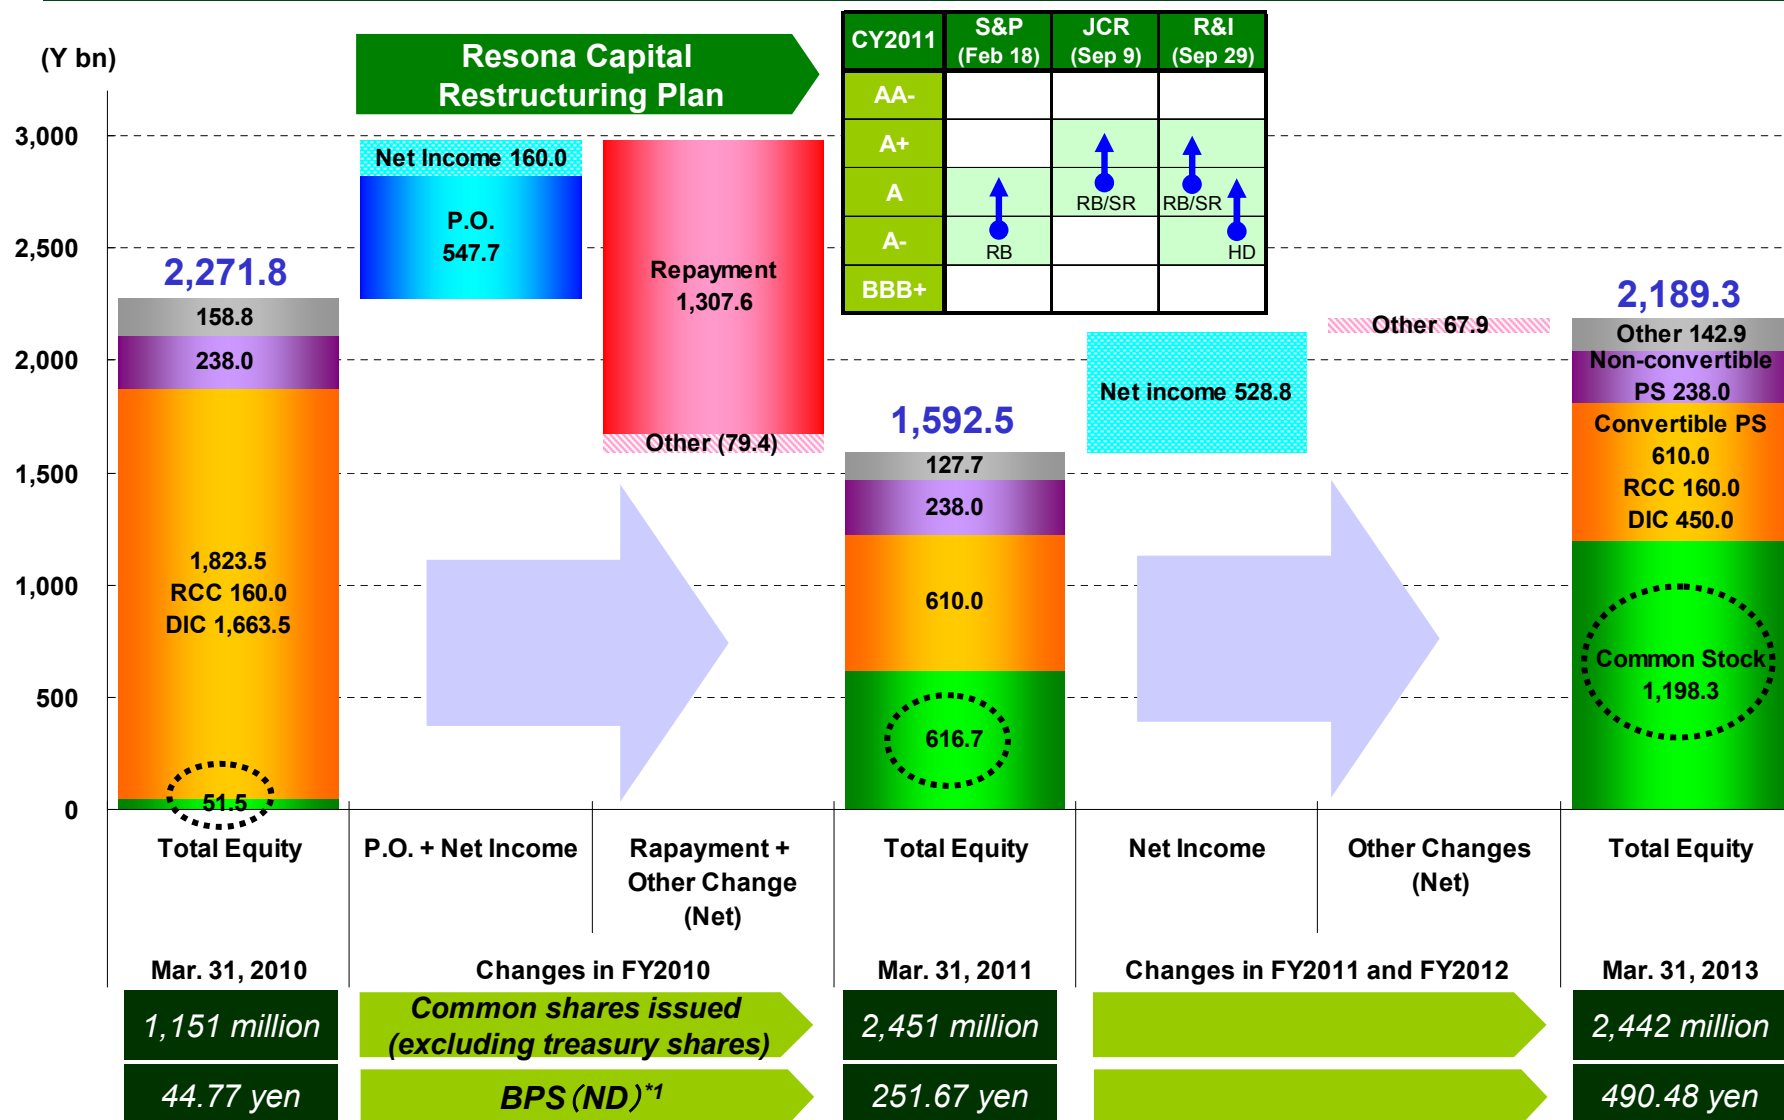 (Y bn)
Resona Capital
Restructuring Plan
CY2011
S&P
(Feb 18)
JCR
(Sep 9)
R&I
(Sep 29)
AA-
A+
A
A-
BBB+
RB
RB/SR
RB/SR
HD
3,000
2,500
2,000
1,500
1,000
500
0
2,271.8
158.8
238.0
1,823.5
RCC 160.0
DIC 1,663.5
51.5
Net Income 160.0
P.O.
547.7
Repayment
1,307.6
Other (79.4)
1,592.5
127.7
238.0
610.0
616.7
Net income 528.8
Other 67.9
2,189.3
Other 142.9
Non-convertible
PS 238.0
Convertible PS
610.0
RCC 160.0
DIC 450.0
Common Stock
1,198.3
Total Equity
P.O. + Net Income
Rapayment +
Other Change
(Net)
Total Equity
Net Income
Other Changes
(Net)
Total Equity
Mar. 31, 2010
Changes in FY2010
Mar. 31, 2011
Changes in FY2011 and FY2012
Mar. 31, 2013
1,151 million
Common shares issued
(excluding treasury shares)
2,451 million
2,442 million
44.77 yen
BPS（ND）*1
251.67 yen
490.48 yen